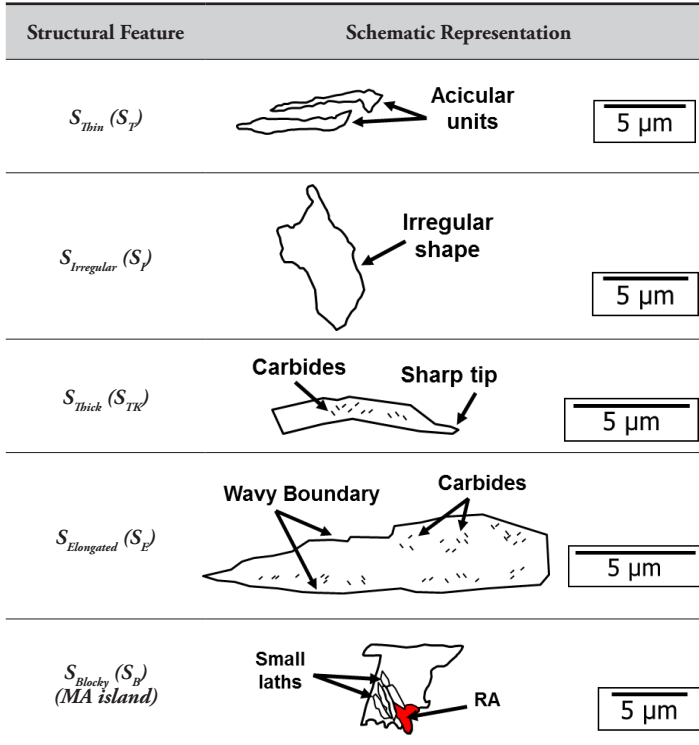 Structural Feature Schematic Representation
S_Thin (S_T)
Acicular
units
5 μm
S_Irregular (S_I)
Irregular
shape
5 μm
S_Thick (S_TK)
Carbides
Sharp tip
5 μm
S_Elongated (S_E)
Wavy Boundary
Carbides
5 μm
S_Blocky (S_B)
(MA island)
Small
laths
RA
5 μm